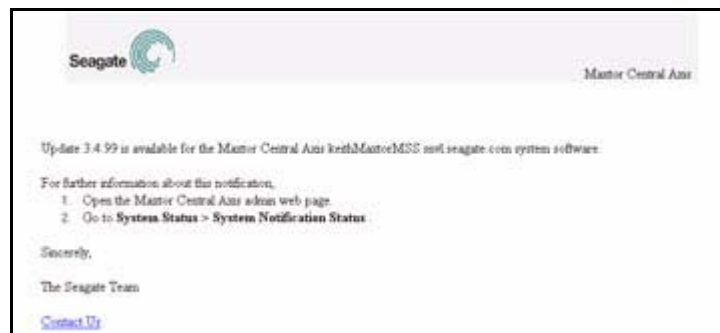 Seagate
Maxtor Central Axis
Update 3.4.99 is available for the Maxtor Central Axis keithMaxtorMSS seagate.com system software.
For further information about this notification,
1. Open the Maxtor Central Axis admin web page.
2. Go to System Status > System Notification Status .
Sincerely,
The Seagate Team
Contact Us